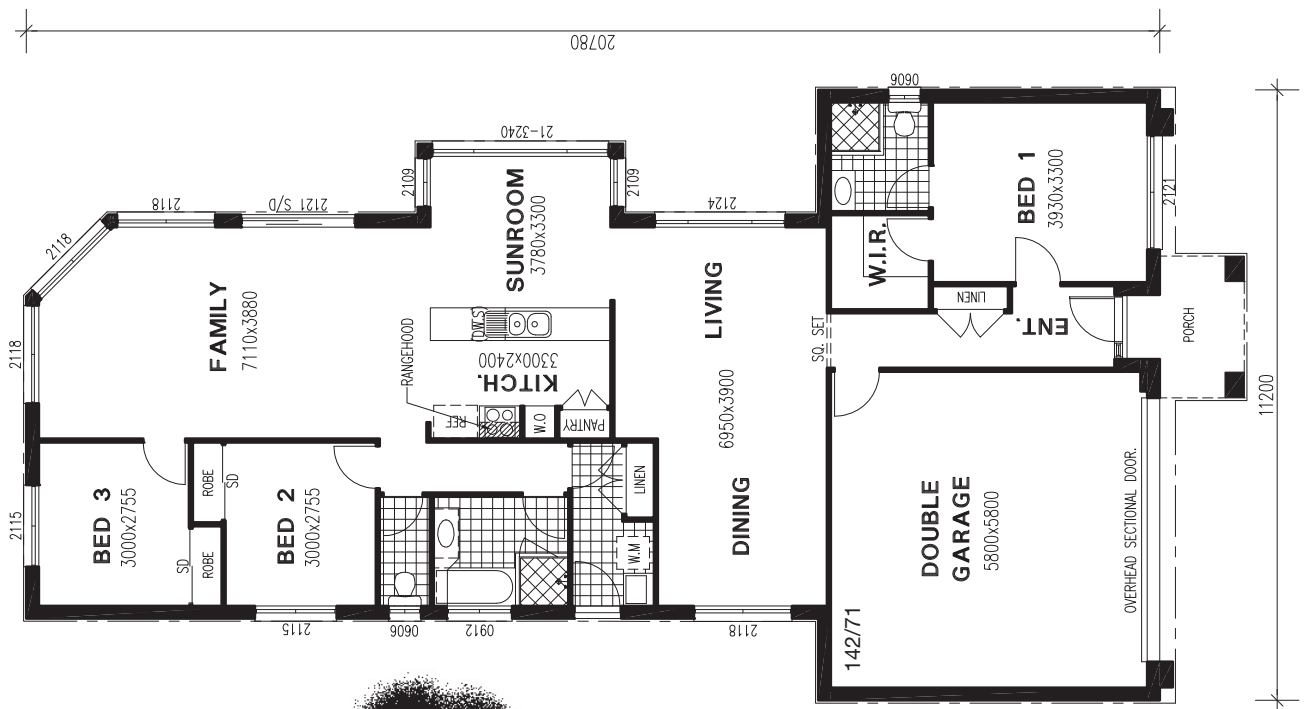 20780
0606
21-3240
2109
2109
2118
2121 S/D
2124
2118
2118
2115
FAMILY
7110x3880
SUNROOM
3780x3300
(D.W.S)
RANGEHOOD
KITCH.
3300x2400
REF
W.O
PANTRY
LIVING
6950x3900
DINING
SQ. SET
W.I.R.
BED 1
3930x3300
2121
LINEN
ENT.
PORCH
11200
BED 3
3000x2755
ROBE
SD
SD
ROBE
BED 2
3000x2755
LINEN
W.M
DOUBLE
GARAGE
5800x5800
OVERHEAD SECTIONAL DOOR.
142/71
2115
0606
0912
2118